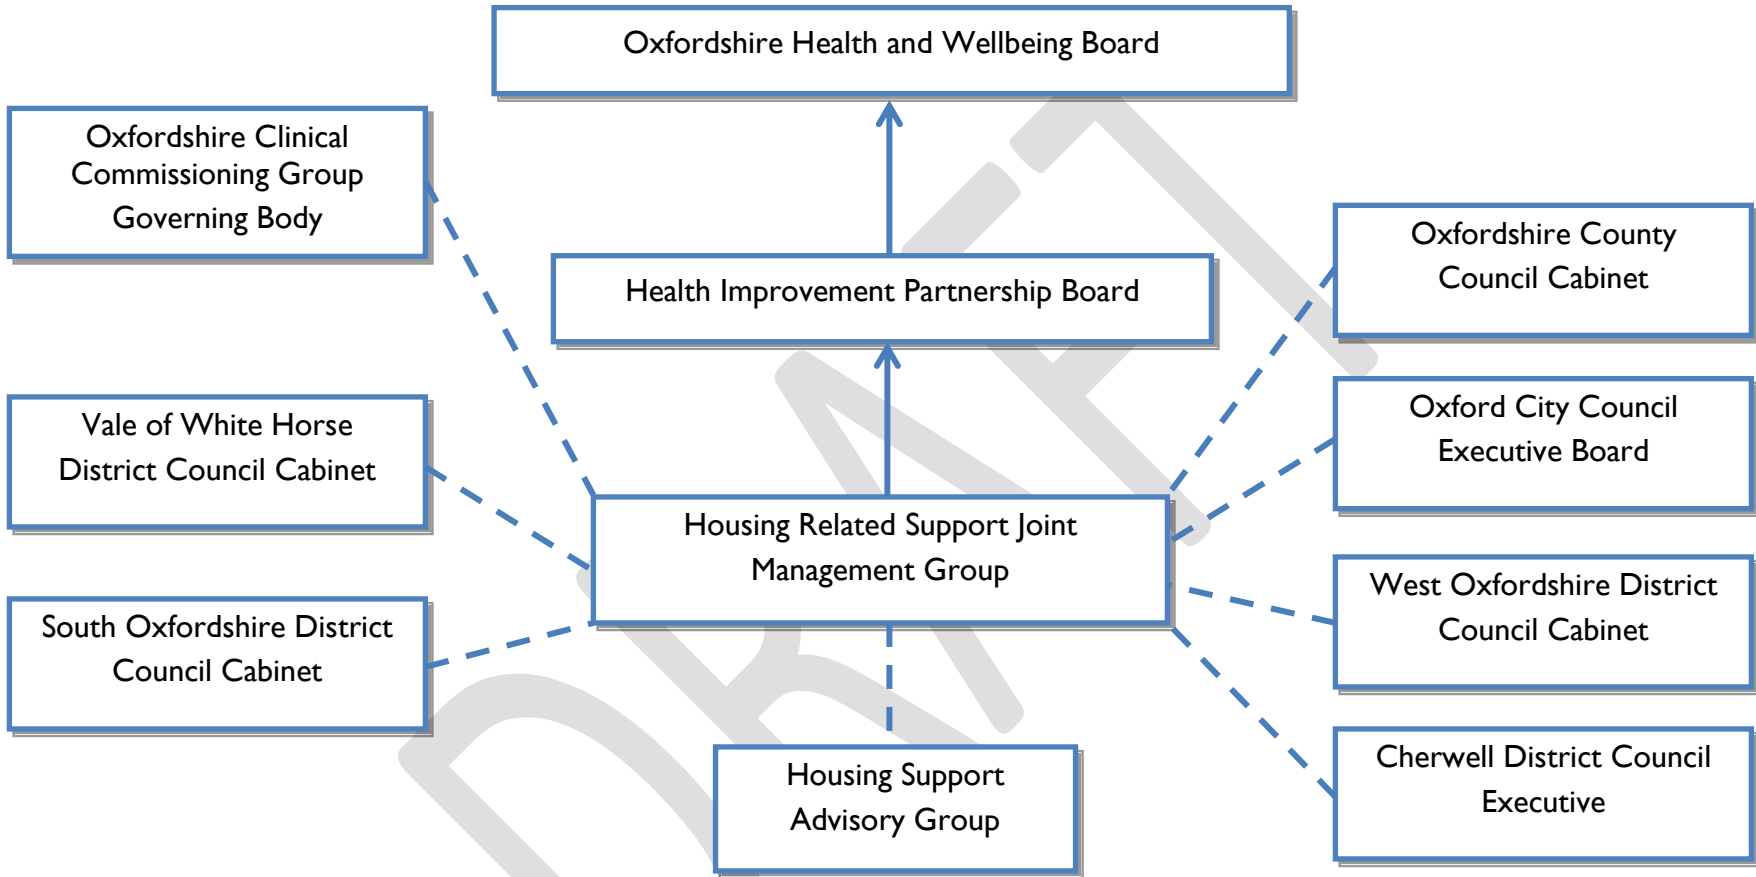 Oxfordshire Health and Wellbeing Board
Oxfordshire Clinical
Commissioning Group
Governing Body
Oxfordshire County
Council Cabinet
Health Improvement Partnership Board
Vale of White Horse
District Council Cabinet
Oxford City Council
Executive Board
Housing Related Support Joint
Management Group
West Oxfordshire District
Council Cabinet
South Oxfordshire District
Council Cabinet
Housing Support
Advisory Group
Cherwell District Council
Executive
DRAFT